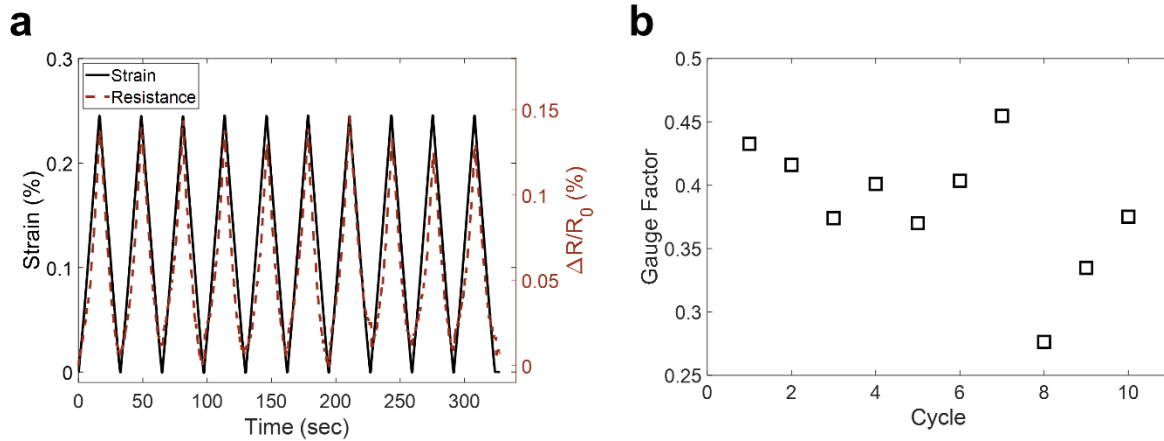 a
0.3
0.2
0.1
0
Strain (%)
Strain
Resistance
0.15
0.1
0.05
0
ΔR/R0 (%)
0 50 100 150 200 250 300
Time (sec)
b
0.5
0.45
0.4
0.35
0.3
0.25
Gauge Factor
0 2 4 6 8 10
Cycle